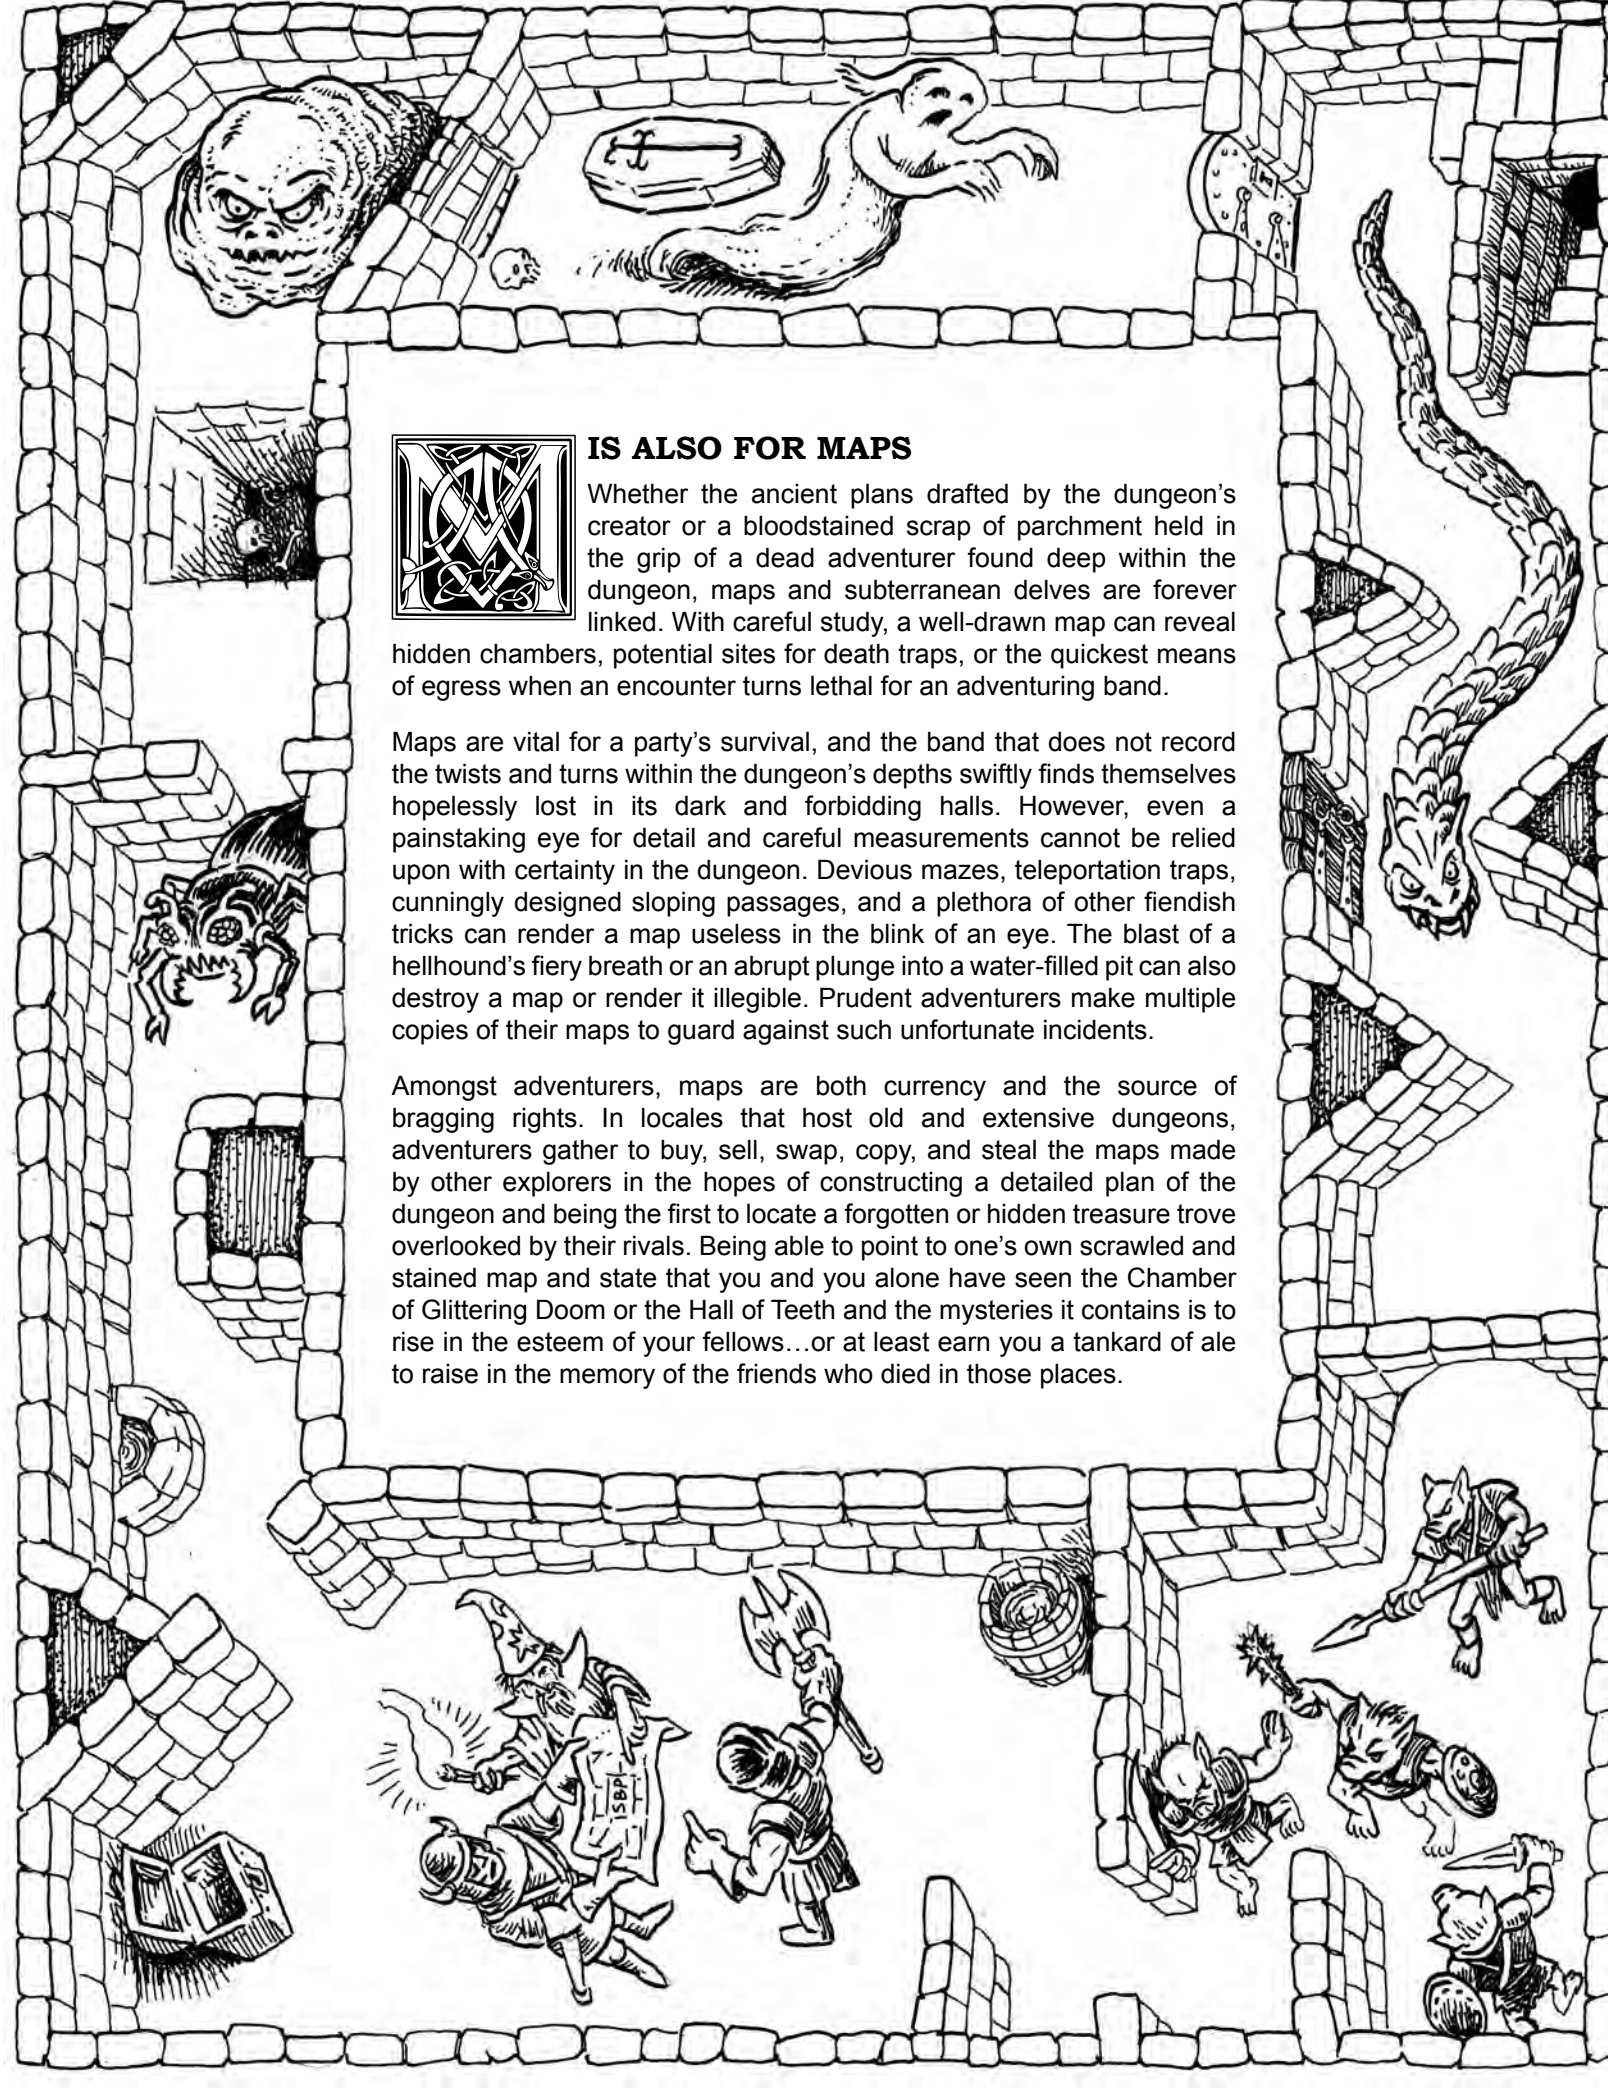 M IS ALSO FOR MAPS
Whether the ancient plans drafted by the dungeon’s
creator or a bloodstained scrap of parchment held in
the grip of a dead adventurer found deep within the
dungeon, maps and subterranean delves are forever
linked. With careful study, a well-drawn map can reveal
hidden chambers, potential sites for death traps, or the quickest means
of egress when an encounter turns lethal for an adventuring band.
Maps are vital for a party’s survival, and the band that does not record
the twists and turns within the dungeon’s depths swiftly finds themselves
hopelessly lost in its dark and forbidding halls. However, even a
painstaking eye for detail and careful measurements cannot be relied
upon with certainty in the dungeon. Devious mazes, teleportation traps,
cunningly designed sloping passages, and a plethora of other fiendish
tricks can render a map useless in the blink of an eye. The blast of a
hellhound’s fiery breath or an abrupt plunge into a water-filled pit can also
destroy a map or render it illegible. Prudent adventurers make multiple
copies of their maps to guard against such unfortunate incidents.
Amongst adventurers, maps are both currency and the source of
bragging rights. In locales that host old and extensive dungeons,
adventurers gather to buy, sell, swap, copy, and steal the maps made
by other explorers in the hopes of constructing a detailed plan of the
dungeon and being the first to locate a forgotten or hidden treasure trove
overlooked by their rivals. Being able to point to one’s own scrawled and
stained map and state that you and you alone have seen the Chamber
of Glittering Doom or the Hall of Teeth and the mysteries it contains is to
rise in the esteem of your fellows…or at least earn you a tankard of ale
to raise in the memory of the friends who died in those places.
ISBP